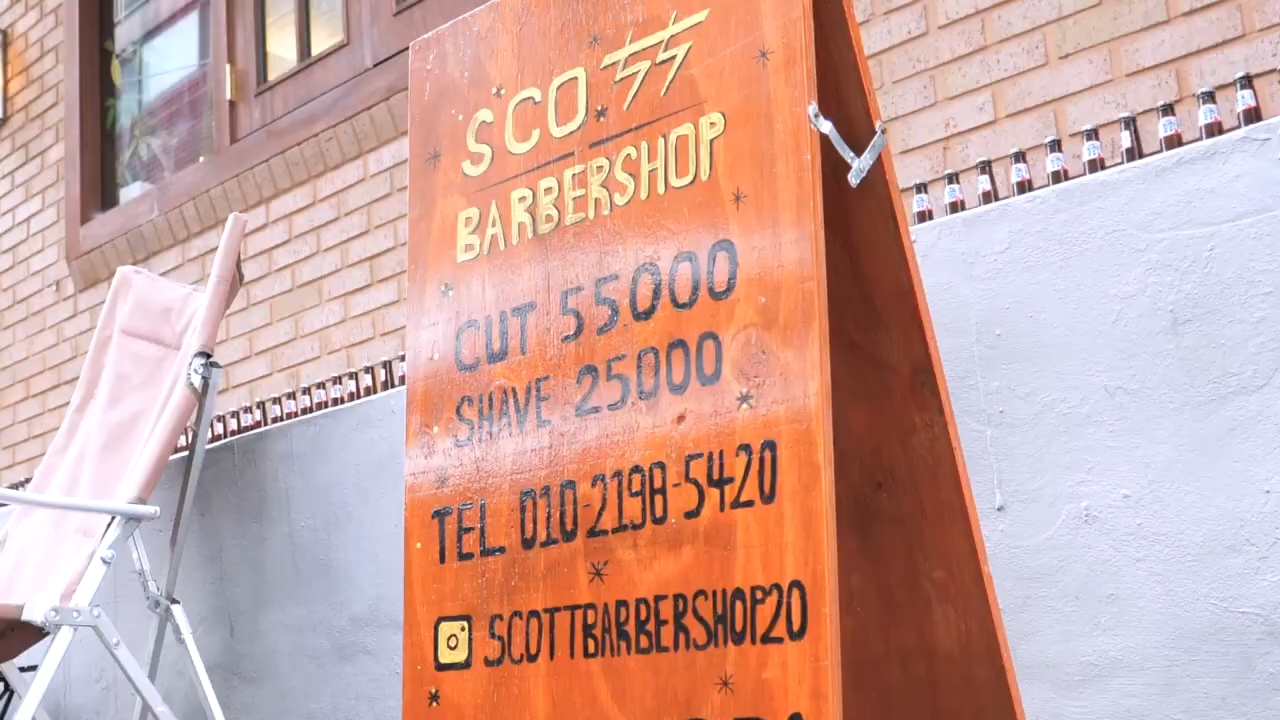 SCOTT
BARBERSHOP
CUT 55000
SHAVE 25000
TEL 010-2198-5420
SCOTTBARBERSHOP20